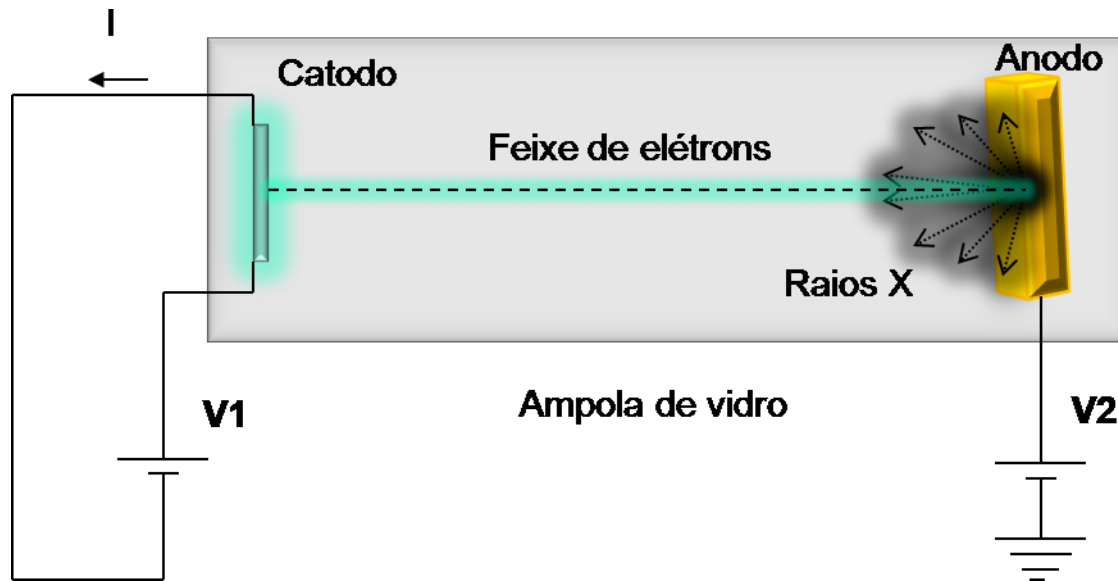 I
Catodo
Anodo
Feixe de elétrons
Raios X
V1
Ampola de vidro
V2